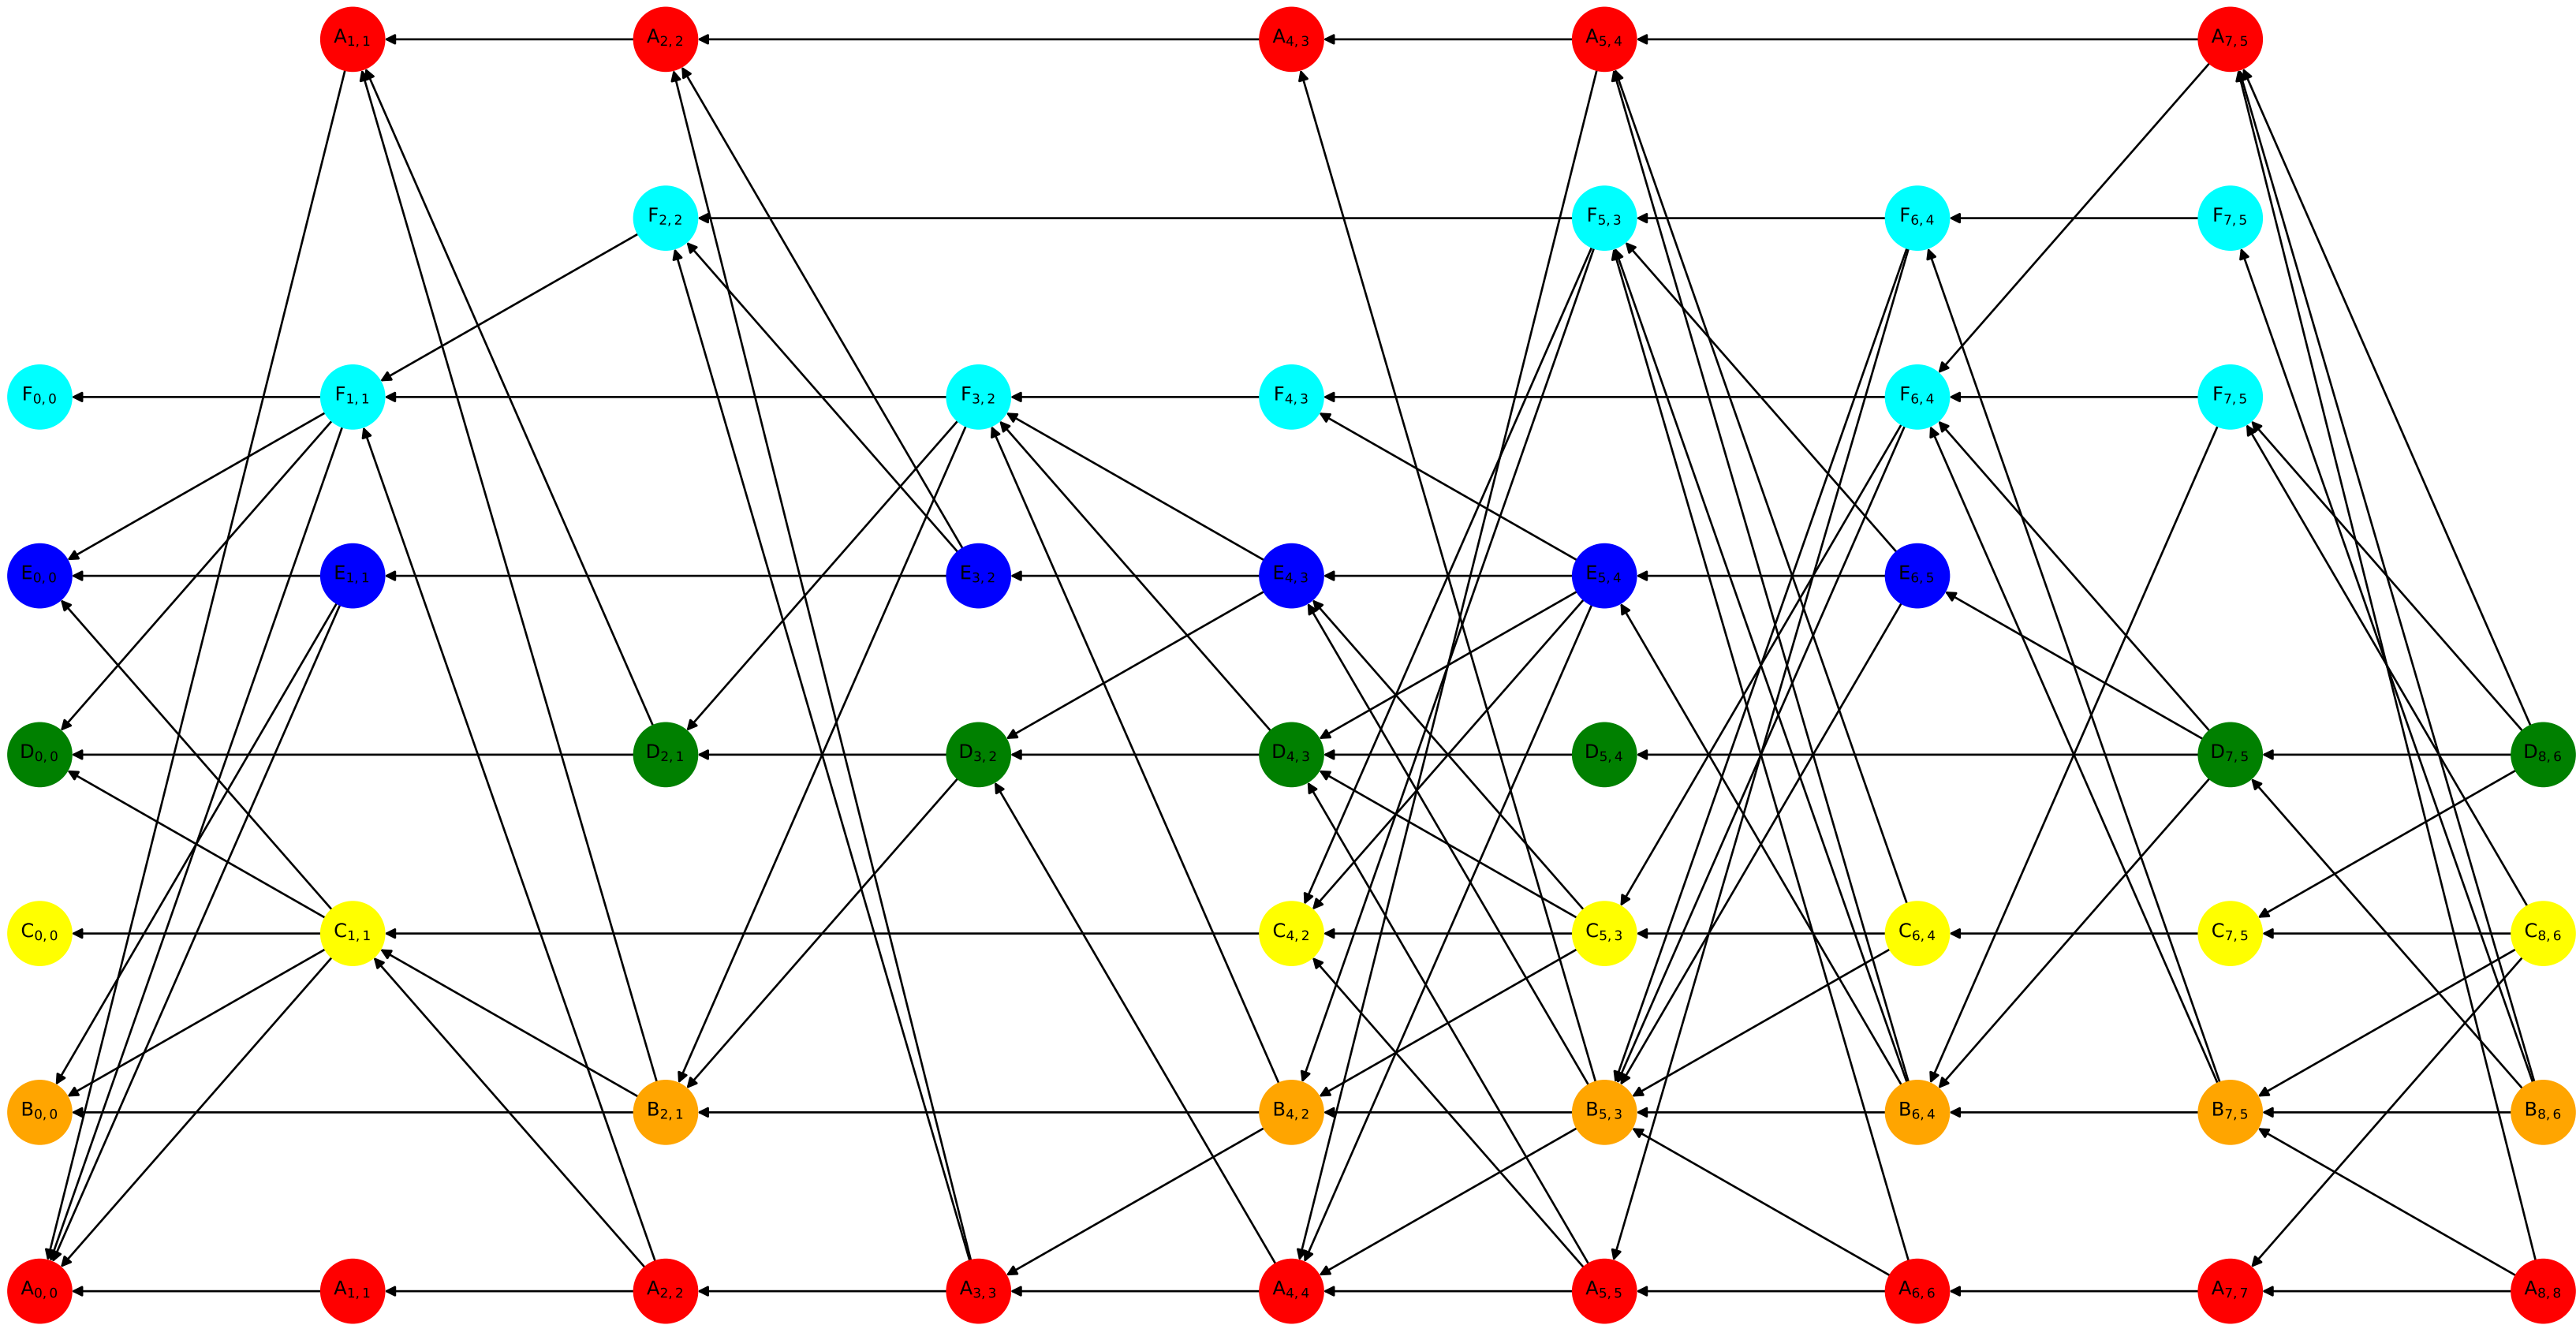 A1,1 A2,2 A4,3 A5,4 A7,5
F2,2 F5,3 F6,4 F7,5
F0,0 F1,1 F3,2 F4,3 F6,4 F7,5
E0,0 E1,1 E3,2 E4,3 E5,4 E6,5
D0,0 D2,1 D3,2 D4,3 D5,4 D7,5 D8,6
C0,0 C1,1 C4,2 C5,3 C6,4 C7,5 C8,6
B0,0 B2,1 B4,2 B5,3 B6,4 B7,5 B8,6
A0,0 A1,1 A2,2 A3,3 A4,4 A5,5 A6,6 A7,7 A8,8